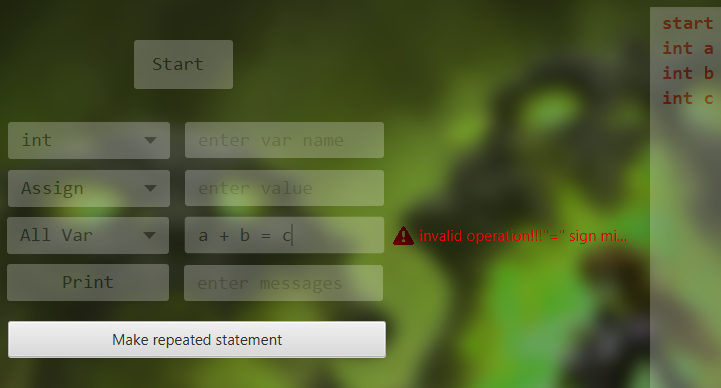 Start
start
int a
int b
int c
int enter var name
Assign enter value
All Var a + b = c invalid operation!!!"=" sign mi...
Print enter messages
Make repeated statement